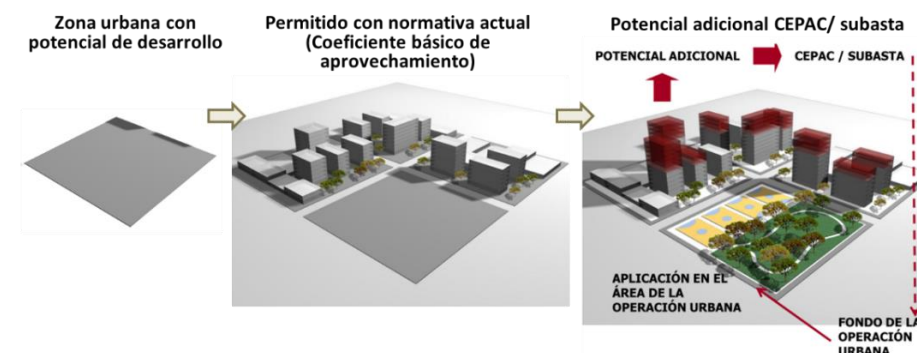 Zona urbana con
potencial de desarrollo
Permitido con normativa actual
(Coeficiente básico de
aprovechamiento)
Potencial adicional CEPAC/ subasta
POTENCIAL ADICIONAL
CEPAC / SUBASTA
APLICACIÓN EN EL
ÁREA DE LA
OPERACIÓN URBANA
FONDO DE LA
OPERACIÓN
URBANA